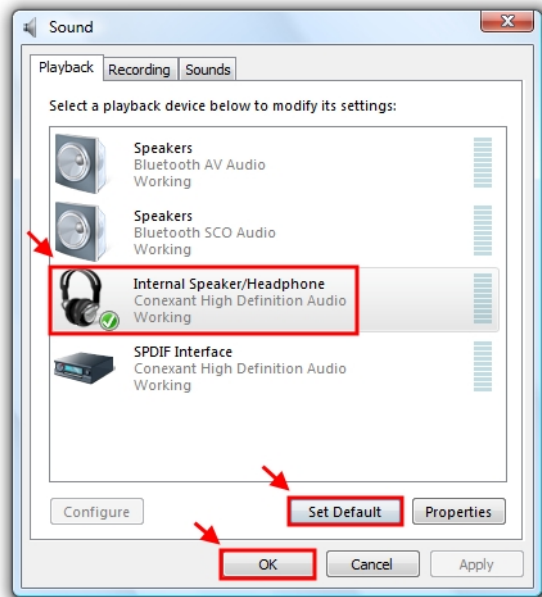 Sound
Playback Recording Sounds
Select a playback device below to modify its settings:
Speakers
Bluetooth AV Audio
Working
Speakers
Bluetooth SCO Audio
Working
Internal Speaker/Headphone
Conexant High Definition Audio
Working
SPDIF Interface
Conexant High Definition Audio
Working
Configure Set Default Properties
OK Cancel Apply